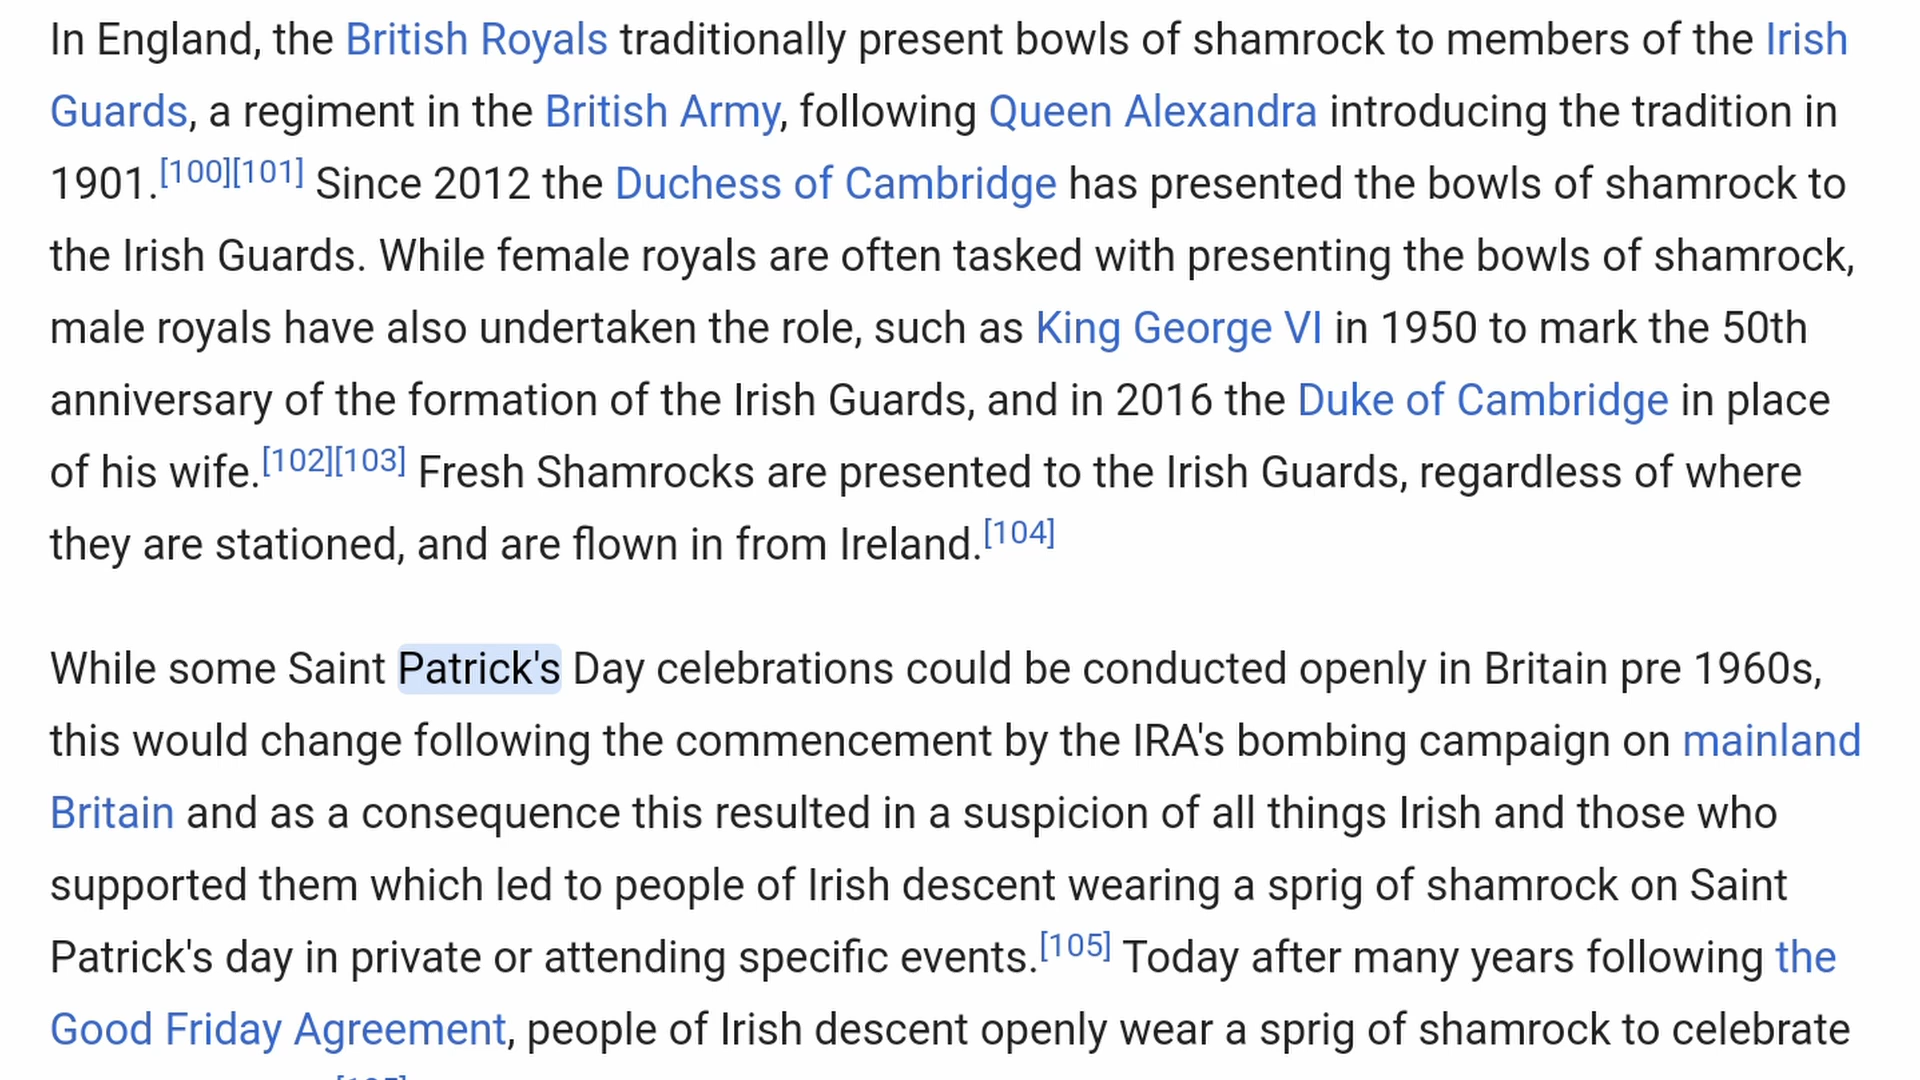 In England, the British Royals traditionally present bowls of shamrock to members of the Irish
Guards, a regiment in the British Army, following Queen Alexandra introducing the tradition in
1901.[100][101] Since 2012 the Duchess of Cambridge has presented the bowls of shamrock to
the Irish Guards. While female royals are often tasked with presenting the bowls of shamrock,
male royals have also undertaken the role, such as King George VI in 1950 to mark the 50th
anniversary of the formation of the Irish Guards, and in 2016 the Duke of Cambridge in place
of his wife.[102][103] Fresh Shamrocks are presented to the Irish Guards, regardless of where
they are stationed, and are flown in from Ireland.[104]
While some Saint Patrick's Day celebrations could be conducted openly in Britain pre 1960s,
this would change following the commencement by the IRA's bombing campaign on mainland
Britain and as a consequence this resulted in a suspicion of all things Irish and those who
supported them which led to people of Irish descent wearing a sprig of shamrock on Saint
Patrick's day in private or attending specific events.[105] Today after many years following the
Good Friday Agreement, people of Irish descent openly wear a sprig of shamrock to celebrate